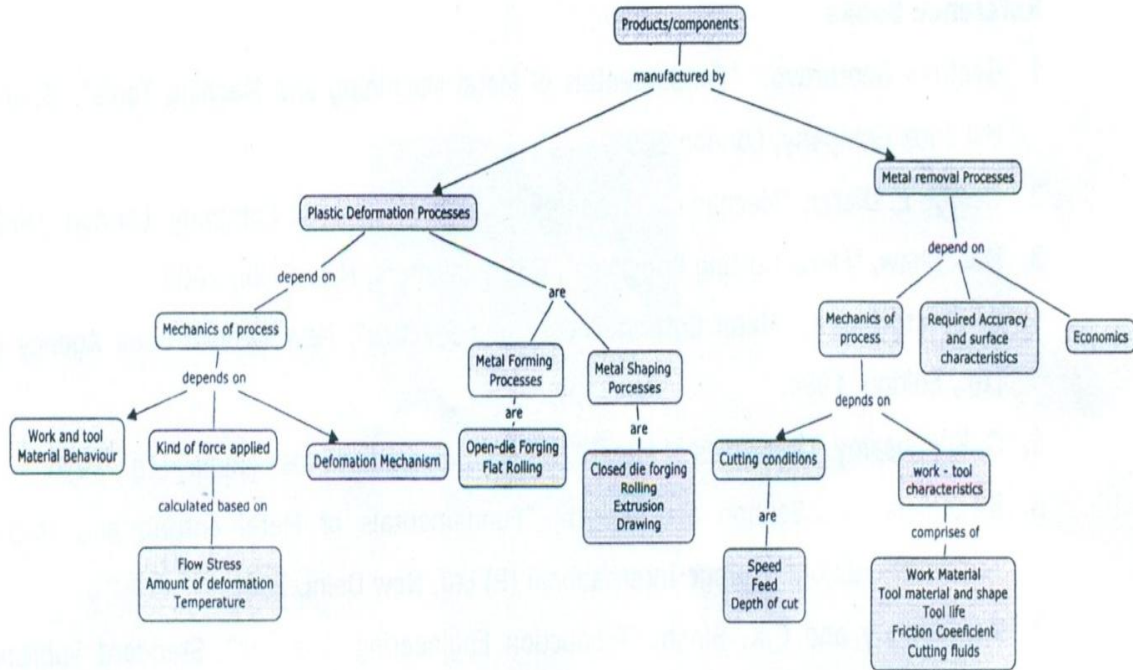 Products/components
manufactured by
Metal removal Processes
Plastic Deformation Processes
depend on
depend on
are
Mechanics of process
Metal Forming
Processes
Metal Shaping
Porcesses
Mechanics of
process
Required Accuracy
and surface
characteristics
Economics
depends on
are
are
depnds on
Work and tool
Material Behaviour
Kind of force applied
Defomation Mechanism
Open-die Forging
Flat Rolling
Closed die forging
Rolling
Extrusion
Drawing
Cutting conditions
work - tool
characteristics
calculated based on
are
comprises of
Flow Stress
Amount of deformation
Temperature
Speed
Feed
Depth of cut
Work Material
Tool material and shape
Tool life
Friction Coeeficient
Cutting fluids